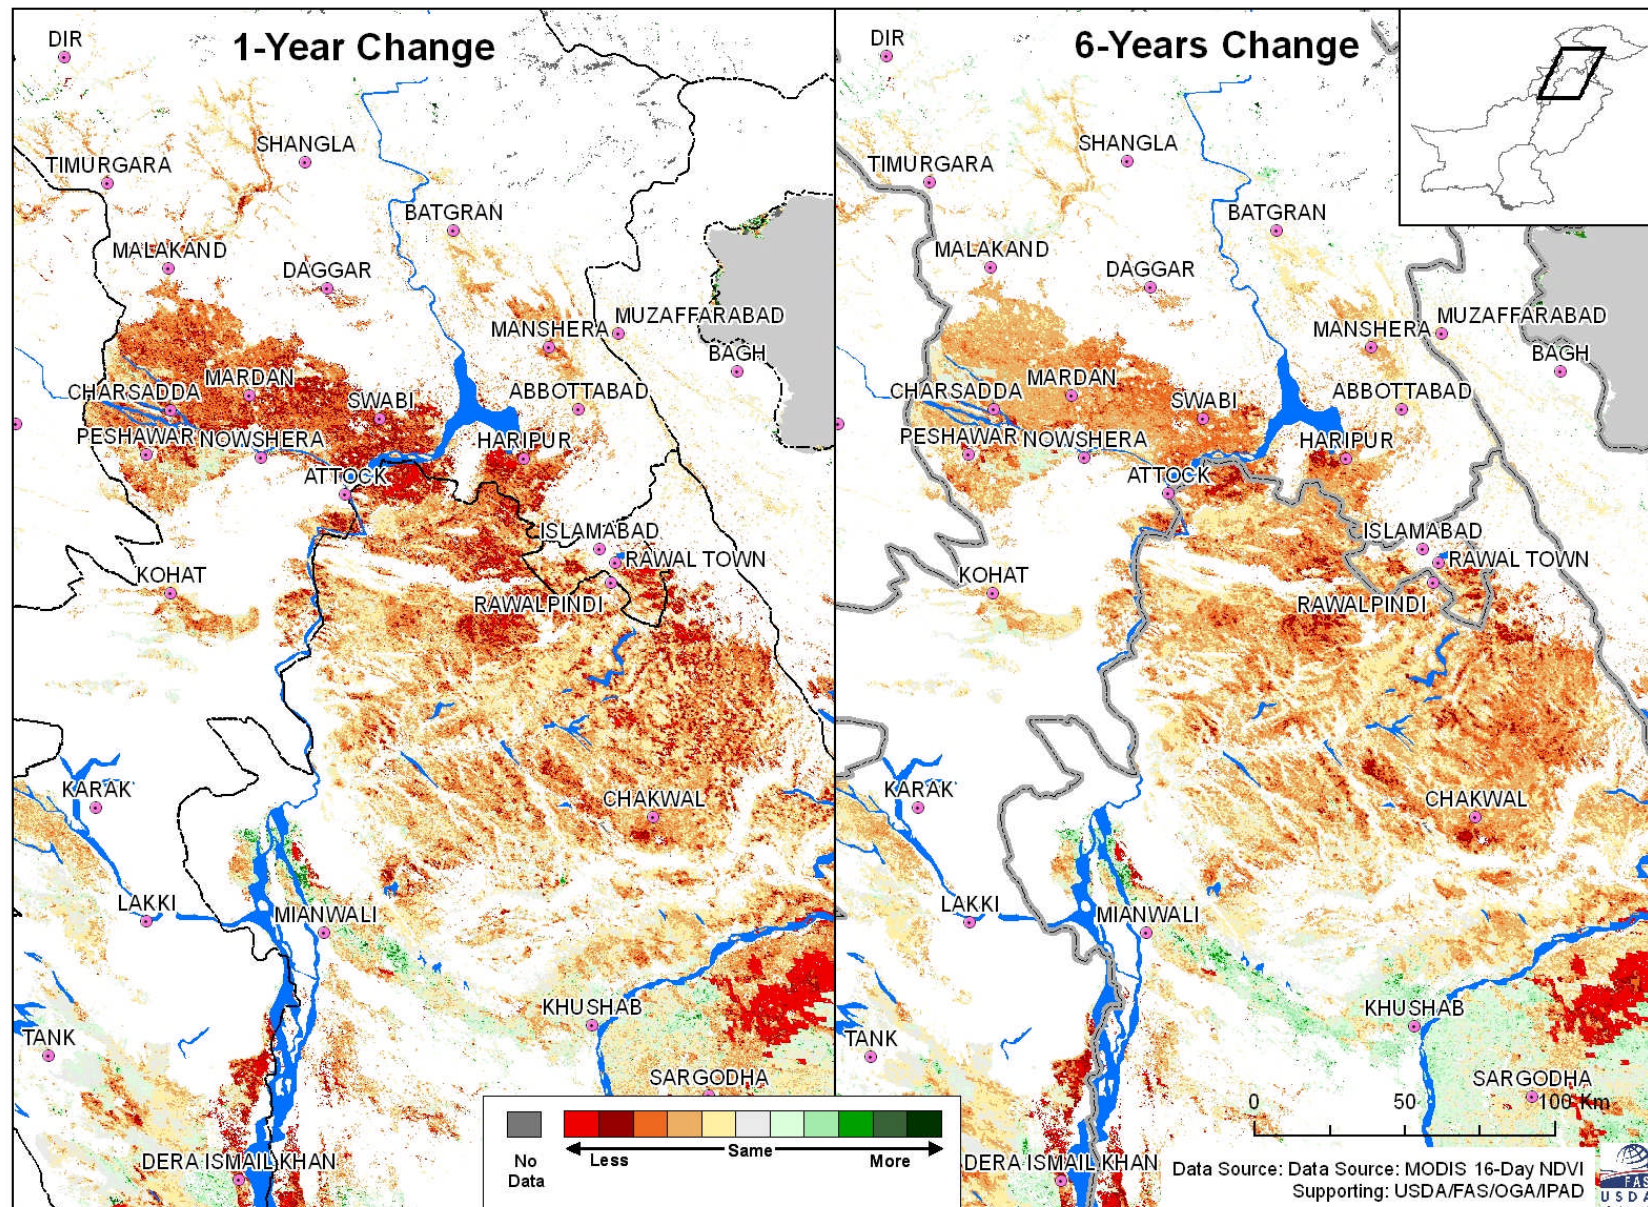 1-Year Change
DIR
SHANGLA
TIMURGARA
BATGRAN
MALAKAND
DAGGAR
MANSHERA
MUZAFFARABAD
BAGH
MARDAN
CHARSADDA
ABBOTTABAD
SWABI
PESHAWAR
NOWSHERA
HARIPUR
ATTOCK
ISLAMABAD
RAWAL TOWN
KOHAT
RAWALPINDI
KARAK
CHAKWAL
LAKKI
MIANWALI
KHUSHAB
TANK
SARGODHA
DERA ISMAIL KHAN
No
Data
Less
Same
More
6-Years Change
DIR
SHANGLA
TIMURGARA
BATGRAN
MALAKAND
DAGGAR
MANSHERA
MUZAFFARABAD
BAGH
MARDAN
CHARSADDA
ABBOTTABAD
SWABI
PESHAWAR
NOWSHERA
HARIPUR
ATTOCK
ISLAMABAD
RAWAL TOWN
KOHAT
RAWALPINDI
KARAK
CHAKWAL
LAKKI
MIANWALI
KHUSHAB
TANK
SARGODHA
0 50 100 Km
DERA ISMAIL KHAN
Data Source: Data Source: MODIS 16-Day NDVI
Supporting: USDA/FAS/OGA/IPAD
FAS
USDA